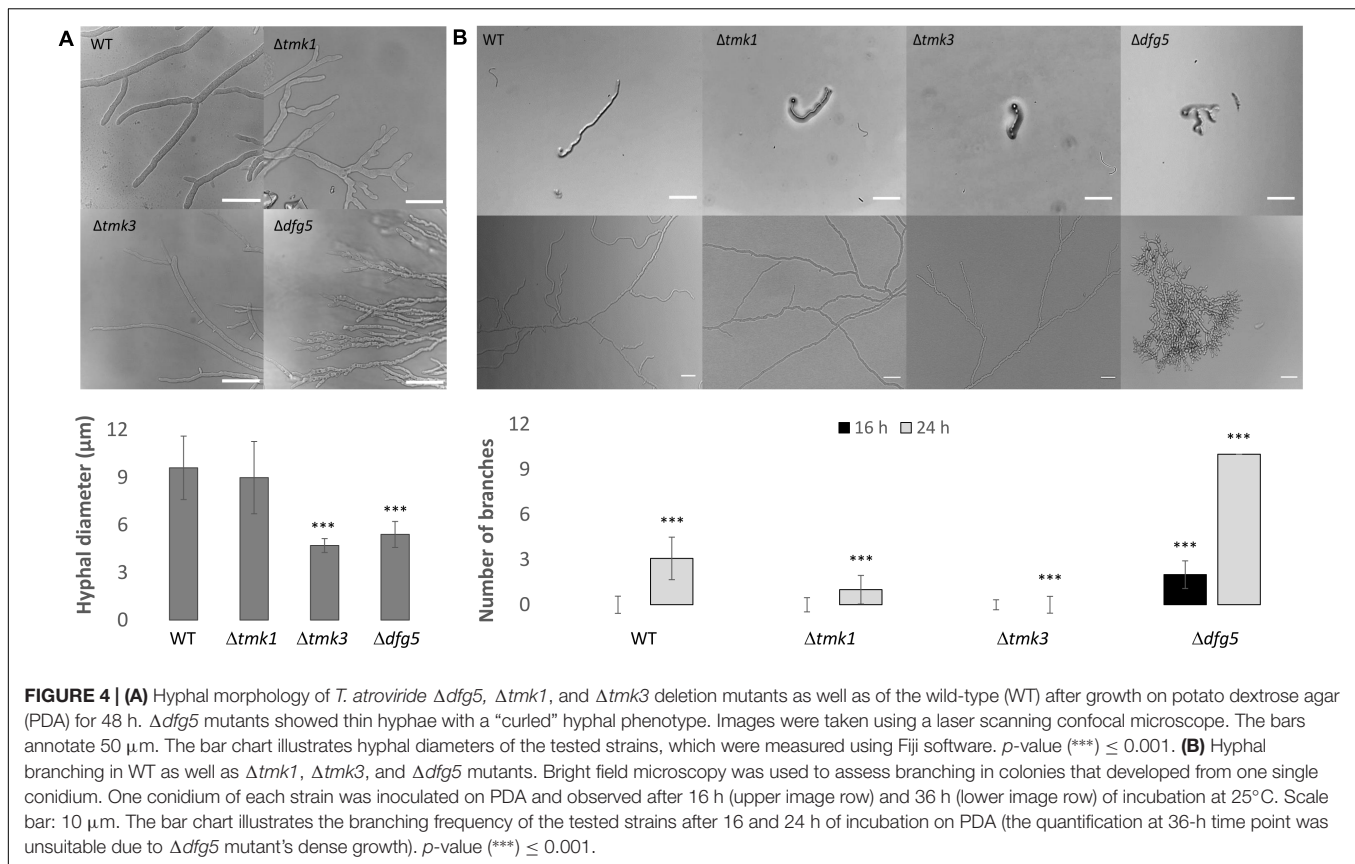 A
WT
Δtmk1
Δtmk3
Δdfg5
B
WT
Δtmk1
Δtmk3
Δdfg5
Hyphal diameter (μm)
12
9
6
3
0
***
***
WT
Δtmk1
Δtmk3
Δdfg5
Number of branches
12
9
6
3
0
16 h
24 h
***
***
***
***
***
WT
Δtmk1
Δtmk3
Δdfg5
FIGURE 4 | (A) Hyphal morphology of T. atroviride Δdfg5, Δtmk1, and Δtmk3 deletion mutants as well as of the wild-type (WT) after growth on potato dextrose agar
(PDA) for 48 h. Δdfg5 mutants showed thin hyphae with a “curled” hyphal phenotype. Images were taken using a laser scanning confocal microscope. The bars
annotate 50 μm. The bar chart illustrates hyphal diameters of the tested strains, which were measured using Fiji software. p-value (***) ≤ 0.001. (B) Hyphal
branching in WT as well as Δtmk1, Δtmk3, and Δdfg5 mutants. Bright field microscopy was used to assess branching in colonies that developed from one single
conidium. One conidium of each strain was inoculated on PDA and observed after 16 h (upper image row) and 36 h (lower image row) of incubation at 25°C. Scale
bar: 10 μm. The bar chart illustrates the branching frequency of the tested strains after 16 and 24 h of incubation on PDA (the quantification at 36-h time point was
unsuitable due to Δdfg5 mutant’s dense growth). p-value (***) ≤ 0.001.